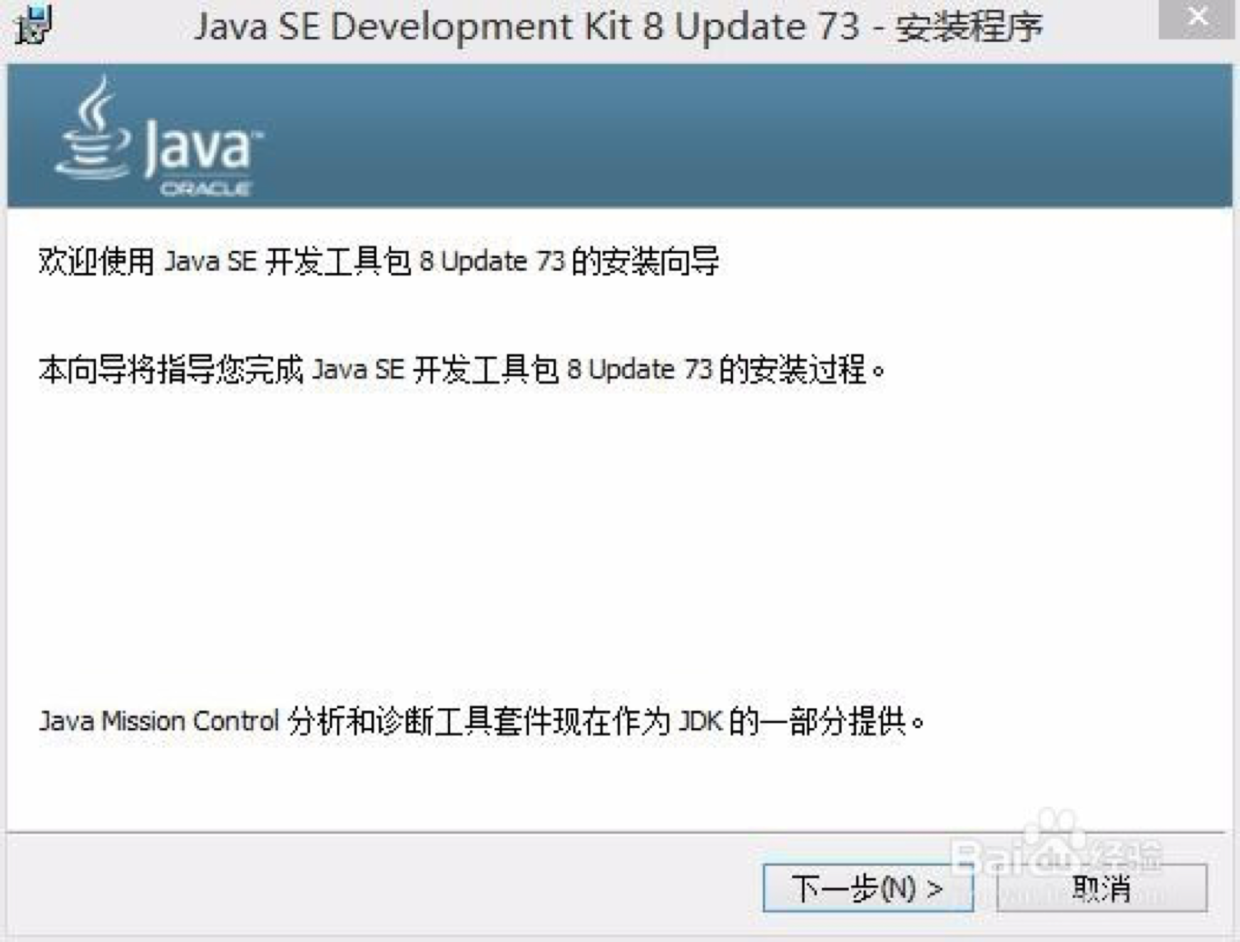 Java SE Development Kit 8 Update 73 - 安装程序
Java™
ORACLE
欢迎使用 Java SE 开发工具包 8 Update 73 的安装向导
本向导将指导您完成 Java SE 开发工具包 8 Update 73 的安装过程。
Java Mission Control 分析和诊断工具套件现在作为 JDK 的一部分提供。
Baidu 经验
下一步(N) >
取消